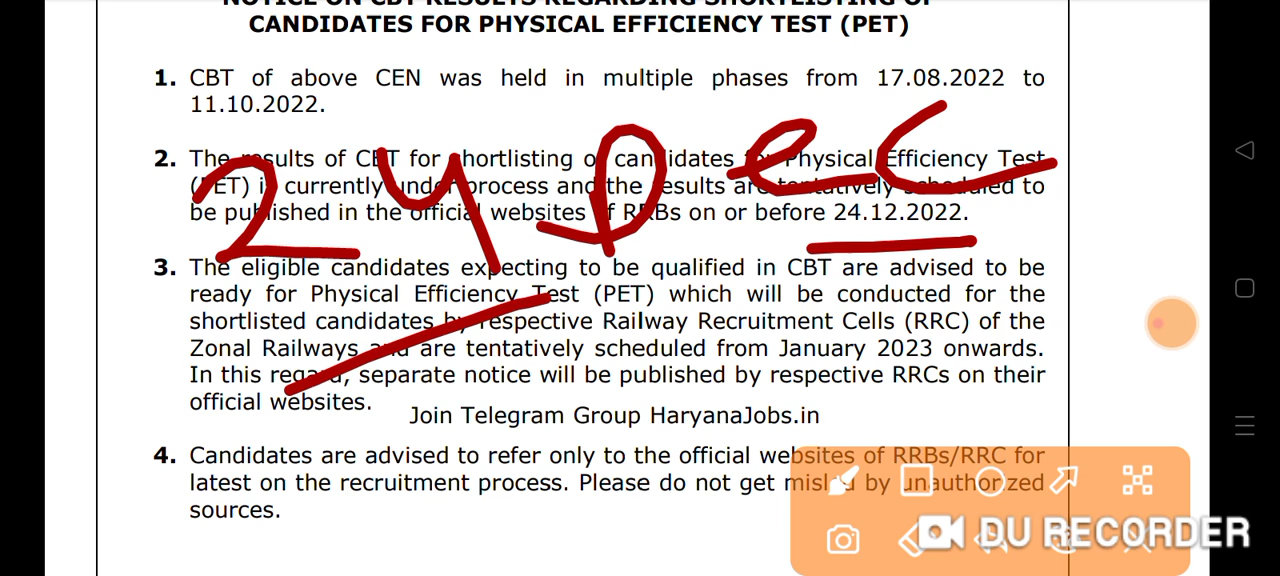 NOTICE ON CBT RESULTS REGARDING SHORTLISTING OF
CANDIDATES FOR PHYSICAL EFFICIENCY TEST (PET)
1. CBT of above CEN was held in multiple phases from 17.08.2022 to
11.10.2022.
2. The results of CBT for shortlisting of candidates for Physical Efficiency Test
(PET) is currently under process and the results are tentatively scheduled to
be published in the official websites of RRBs on or before 24.12.2022.
24 Dec
3. The eligible candidates expecting to be qualified in CBT are advised to be
ready for Physical Efficiency Test (PET) which will be conducted for the
shortlisted candidates by respective Railway Recruitment Cells (RRC) of the
Zonal Railways and are tentatively scheduled from January 2023 onwards.
In this regard, separate notice will be published by respective RRCs on their
official websites.
Join Telegram Group HaryanaJobs.in
4. Candidates are advised to refer only to the official websites of RRBs/RRC for
latest on the recruitment process. Please do not get mislead by unauthorized
sources.
DU RECORDER